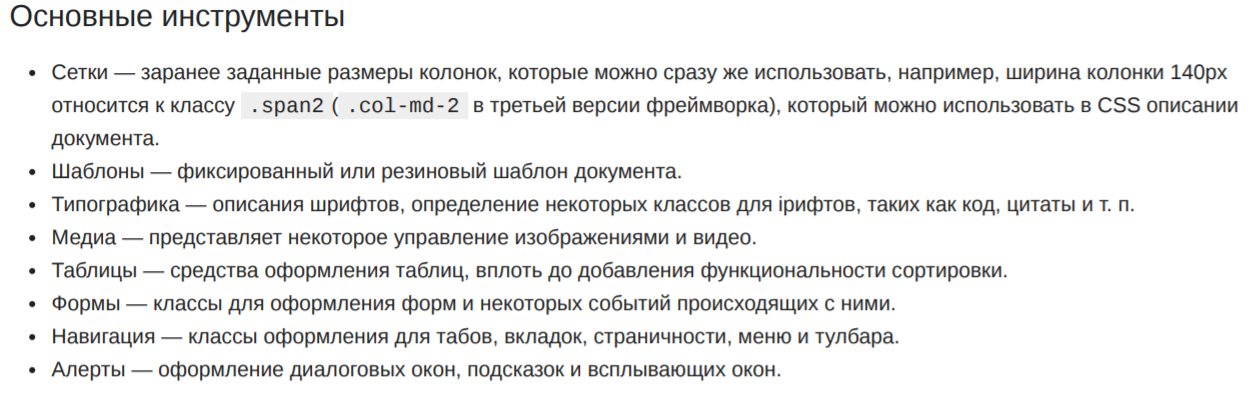 Основные инструменты
• Сетки — заранее заданные размеры колонок, которые можно сразу же использовать, например, ширина колонки 140px
относится к классу .span2 ( .col-md-2 в третьей версии фреймворка), который можно использовать в CSS описании
документа.
• Шаблоны — фиксированный или резиновый шаблон документа.
• Типографика — описания шрифтов, определение некоторых классов для iрифтов, таких как код, цитаты и т. п.
• Медиа — представляет некоторое управление изображениями и видео.
• Таблицы — средства оформления таблиц, вплоть до добавления функциональности сортировки.
• Формы — классы для оформления форм и некоторых событий происходящих с ними.
• Навигация — классы оформления для табов, вкладок, страничности, меню и тулбара.
• Алерты — оформление диалоговых окон, подсказок и всплывающих окон.